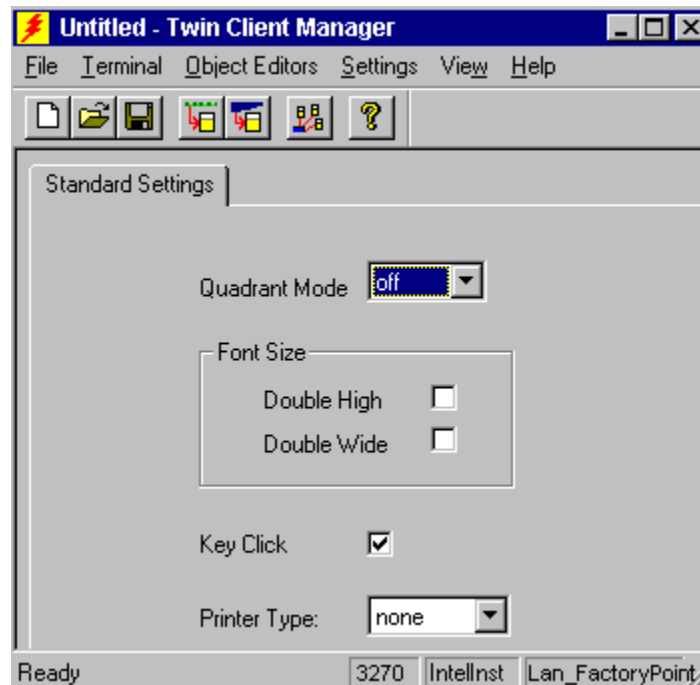 Untitled - Twin Client Manager
File Terminal Object Editors Settings View Help
Standard Settings
Quadrant Mode off
Font Size
Double High
Double Wide
Key Click
Printer Type: none
Ready 3270 IntelInst Lan_FactoryPoint